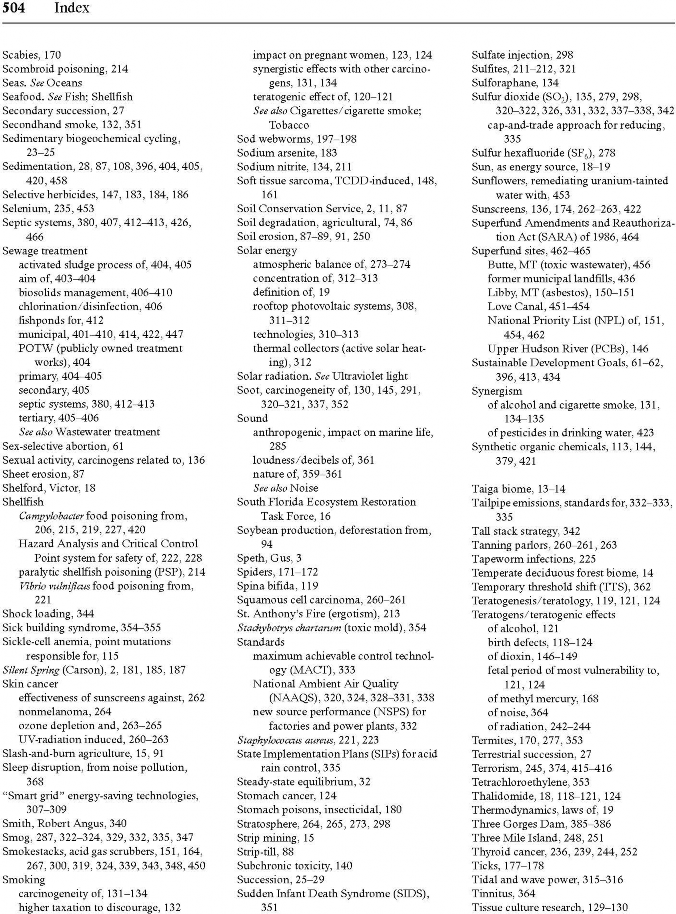 504 Index
Scabies, 170
Scombroid poisoning, 214
Seas. See Oceans
Seafood. See Fish; Shellfish
Secondary succession, 27
Secondhand smoke, 132, 351
Sedimentary biogeochemical cycling,
23–25
Sedimentation, 28, 87, 108, 396, 404, 405,
420, 458
Selective herbicides, 147, 183, 184, 186
Selenium, 235, 453
Septic systems, 380, 407, 412–413, 426,
466
Sewage treatment
activated sludge process of, 404, 405
aim of, 403–404
biosolids management, 406–410
chlorination/disinfection, 406
fishponds for, 412
municipal, 401–410, 414, 422, 447
POTW (publicly owned treatment
works), 404
primary, 404–405
secondary, 405
septic systems, 380, 412–413
tertiary, 405–406
See also Wastewater treatment
Sex-selective abortion, 61
Sexual activity, carcinogens related to, 136
Sheet erosion, 87
Shelford, Victor, 18
Shellfish
Campylobacter food poisoning from,
206, 215, 219, 227, 420
Hazard Analysis and Critical Control
Point system for safety of, 222, 228
paralytic shellfish poisoning (PSP), 214
Vibrio vulnificus food poisoning from,
221
Shock loading, 344
Sick building syndrome, 354–355
Sickle-cell anemia, point mutations
responsible for, 115
Silent Spring (Carson), 2, 181, 185, 187
Skin cancer
effectiveness of sunscreens against, 262
nonmelanoma, 264
ozone depletion and, 263–265
UV-radiation induced, 260–263
Slash-and-burn agriculture, 15, 91
Sleep disruption, from noise pollution,
368
“Smart grid” energy-saving technologies,
307–309
Smith, Robert Angus, 340
Smog, 287, 322–324, 329, 332, 335, 347
Smokestacks, acid gas scrubbers, 151, 164,
267, 300, 319, 324, 339, 343, 348, 450
Smoking
carcinogenicity of, 131–134
higher taxation to discourage, 132
impact on pregnant women, 123, 124
synergistic effects with other carcino-
gens, 131, 134
teratogenic effect of, 120–121
See also Cigarettes/cigarette smoke;
Tobacco
Sod webworms, 197–198
Sodium arsenite, 183
Sodium nitrite, 134, 211
Soft tissue sarcoma, TCDD-induced, 148,
161
Soil Conservation Service, 2, 11, 87
Soil degradation, agricultural, 74, 86
Soil erosion, 87–89, 91, 250
Solar energy
atmospheric balance of, 273–274
concentration of, 312–313
definition of, 19
rooftop photovoltaic systems, 308,
311–312
technologies, 310–313
thermal collectors (active solar heat-
ing), 312
Solar radiation. See Ultraviolet light
Soot, carcinogeneity of, 130, 145, 291,
320–321, 337, 352
Sound
anthropogenic, impact on marine life,
285
loudness/decibels of, 361
nature of, 359–361
See also Noise
South Florida Ecosystem Restoration
Task Force, 16
Soybean production, deforestation from,
94
Speth, Gus, 3
Spiders, 171–172
Spina bifida, 119
Squamous cell carcinoma, 260–261
St. Anthony’s Fire (ergotism), 213
Stachybotrys chartarum (toxic mold), 354
Standards
maximum achievable control technol-
ogy (MACT), 333
National Ambient Air Quality
(NAAQS), 320, 324, 328–331, 338
new source performance (NSPS) for
factories and power plants, 332
Staphylococcus aureus, 221, 223
State Implementation Plans (SIPs) for acid
rain control, 335
Steady-state equilibrium, 32
Stomach cancer, 124
Stomach poisons, insecticidal, 180
Stratosphere, 264, 265, 273, 298
Strip mining, 15
Strip-till, 88
Subchronic toxicity, 140
Succession, 25–29
Sudden Infant Death Syndrome (SIDS),
351
Sulfate injection, 298
Sulfites, 211–212, 321
Sulforaphane, 134
Sulfur dioxide (SO2), 135, 279, 298,
320–322, 326, 331, 332, 337–338, 342
cap-and-trade approach for reducing,
335
Sulfur hexafluoride (SF6), 278
Sun, as energy source, 18–19
Sunflowers, remediating uranium-tainted
water with, 453
Sunscreens, 136, 174, 262–263, 422
Superfund Amendments and Reauthoriza-
tion Act (SARA) of 1986, 464
Superfund sites, 462–465
Butte, MT (toxic wastewater), 456
former municipal landfills, 436
Libby, MT (asbestos), 150–151
Love Canal, 451–454
National Priority List (NPL) of, 151,
454, 462
Upper Hudson River (PCBs), 146
Sustainable Development Goals, 61–62,
396, 413, 434
Synergism
of alcohol and cigarette smoke, 131,
134–135
of pesticides in drinking water, 423
Synthetic organic chemicals, 113, 144,
379, 421
Taiga biome, 13–14
Tailpipe emissions, standards for, 332–333,
335
Tall stack strategy, 342
Tanning parlors, 260–261, 263
Tapeworm infections, 225
Temperate deciduous forest biome, 14
Temporary threshold shift (TTS), 362
Teratogenesis/teratology, 119, 121, 124
Teratogens/teratogenic effects
of alcohol, 121
birth defects, 118–124
of dioxin, 146–149
fetal period of most vulnerability to,
121, 124
of methyl mercury, 168
of noise, 364
of radiation, 242–244
Termites, 170, 277, 353
Terrestrial succession, 27
Terrorism, 245, 374, 415–416
Tetrachloroethylene, 353
Thalidomide, 18, 118–121, 124
Thermodynamics, laws of, 19
Three Gorges Dam, 385–386
Three Mile Island, 248, 251
Thyroid cancer, 236, 239, 244, 252
Ticks, 177–178
Tidal and wave power, 315–316
Tinnitus, 364
Tissue culture research, 129–130